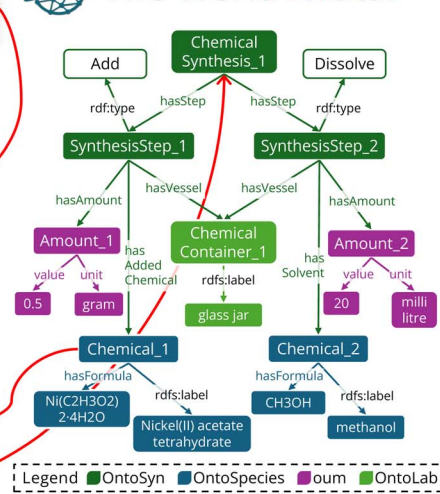 Chemical
Synthesis_1
Add
Dissolve
hasStep
hasStep
rdf:type
rdf:type
SynthesisStep_1
SynthesisStep_2
hasVessel
hasVessel
hasAmount
hasAmount
Amount_1
Chemical
Container_1
Amount_2
has
Added
Chemical
has
Solvent
value
unit
rdfs:label
value
unit
0.5
gram
glass jar
20
milli
litre
Chemical_1
Chemical_2
hasFormula
rdfs:label
hasFormula
rdfs:label
Ni(C2H3O2)
2·4H2O
Nickel(II) acetate
tetrahydrate
CH3OH
methanol
Legend OntoSyn OntoSpecies oum OntoLab